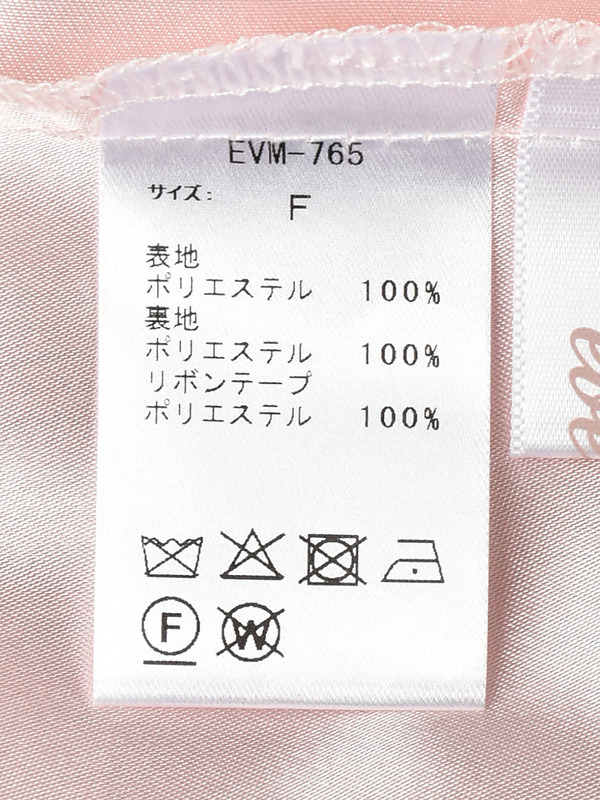 EVM-765
サイズ: F
表地
ポリエステル 100%
裏地
ポリエステル 100%
リボンテープ
ポリエステル 100%
F W